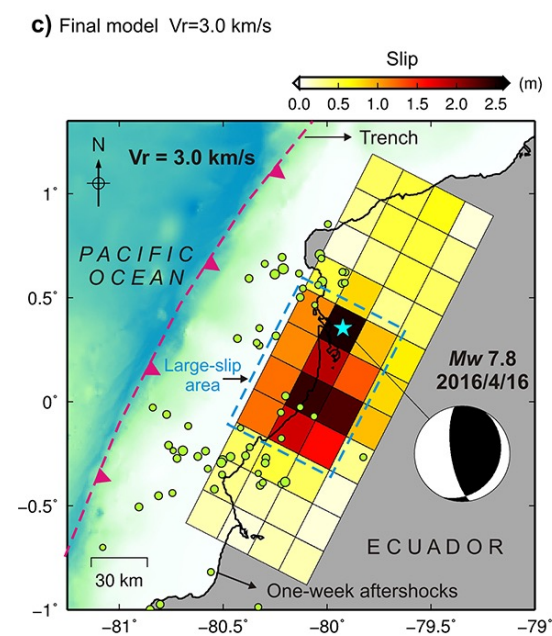 c) Final model Vr=3.0 km/s
Slip
(m)
0.0 0.5 1.0 1.5 2.0 2.5
Trench
N
Vr = 3.0 km/s
1°
PACIFIC
OCEAN
0.5°
Large-slip
area
Mw 7.8
2016/4/16
0°
−0.5°
ECUADOR
30 km
One-week aftershocks
−1°
−81° −80.5° −80° −79.5° −79°